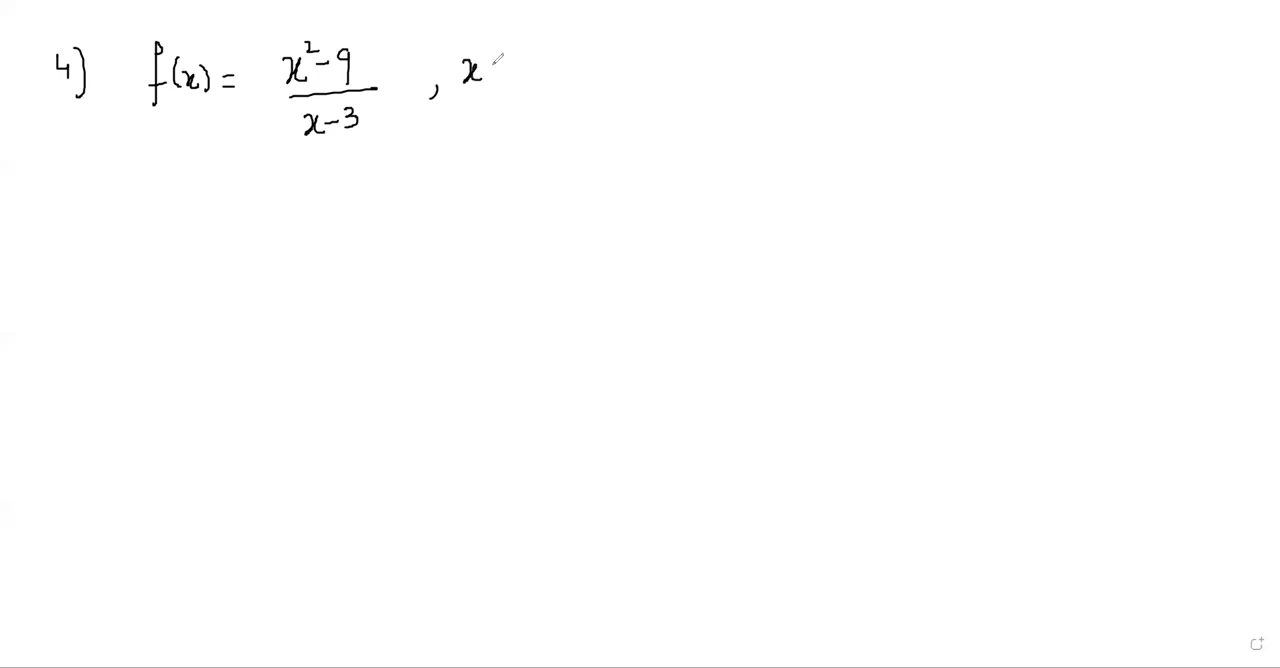 4) f(x) = x² - 9 / x - 3 , x